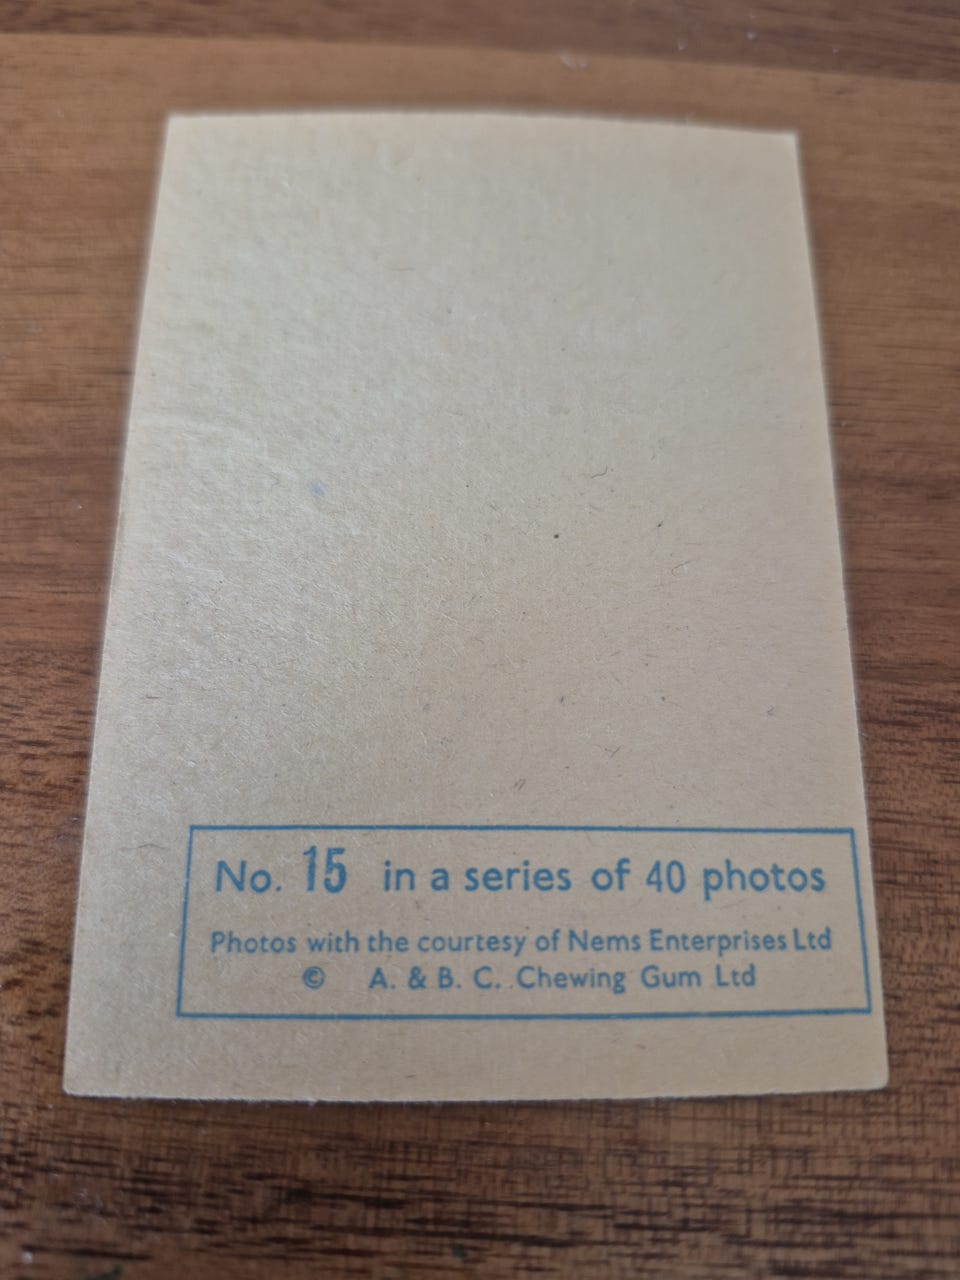 No. 15 in a series of 40 photos
Photos with the courtesy of Nems Enterprises Ltd
© A. & B. C. Chewing Gum Ltd